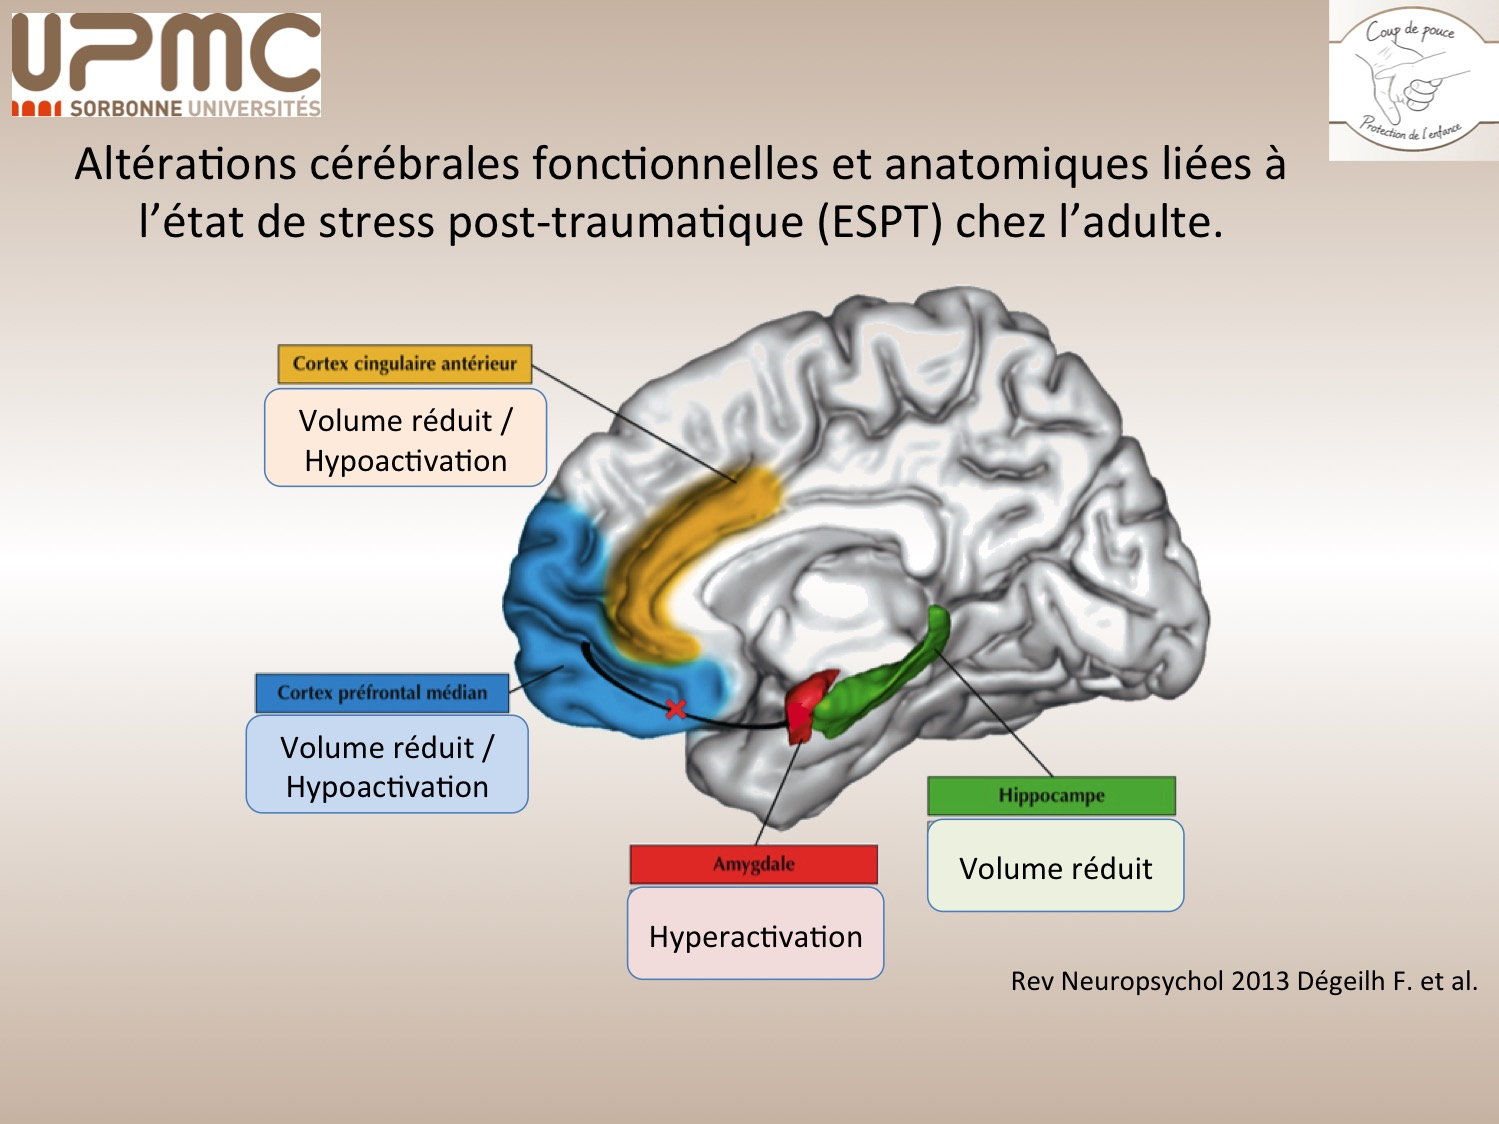 UPMC
SORBONNE UNIVERSITÉS
Coup de pouce
Protection de l'enfance
Altérations cérébrales fonctionnelles et anatomiques liées à
l’état de stress post-traumatique (ESPT) chez l’adulte.
Cortex cingulaire antérieur
Volume réduit /
Hypoactivation
Cortex préfrontal médian
Volume réduit /
Hypoactivation
Hippocampe
Volume réduit
Amygdale
Hyperactivation
Rev Neuropsychol 2013 Dégeilh F. et al.